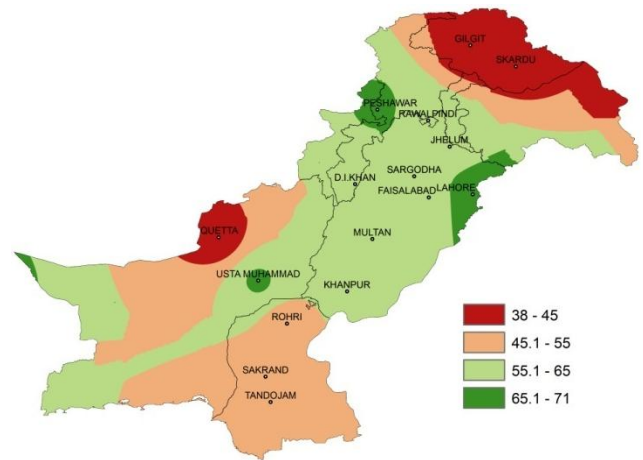 GILGIT
SKARDU
PESHAWAR
RAWALPINDI
JHELUM
SARGODHA
D.I.KHAN
FAISALABAD
LAHORE
QUETTA
MULTAN
USTA MUHAMMAD
KHANPUR
ROHRI
SAKRAND
TANDOJAM
38 - 45
45.1 - 55
55.1 - 65
65.1 - 71